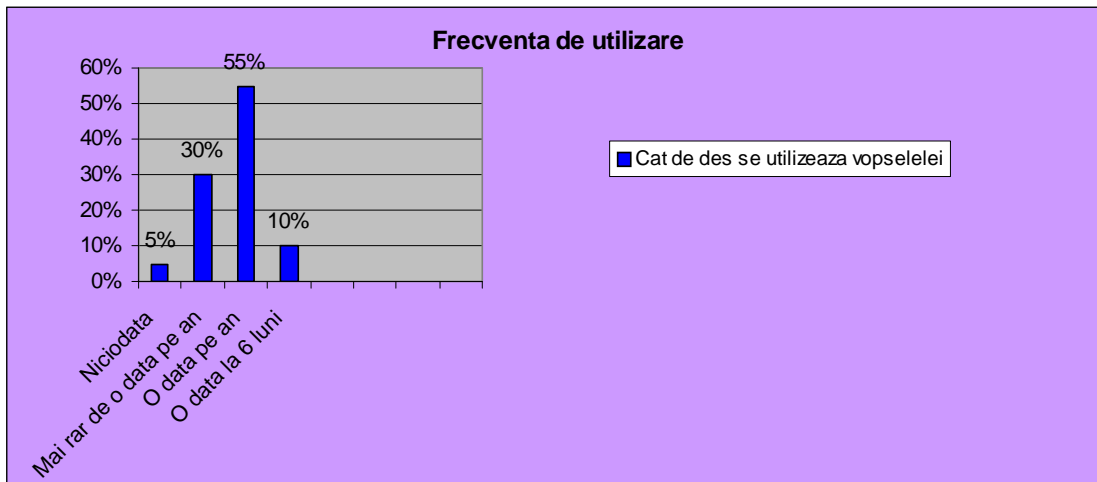 Frecventa de utilizare
60%
50%
40%
30%
20%
10%
0%
5%
30%
55%
10%
Niciodata
Mai rar de o data pe an
O data pe an
O data la 6 luni
Cat de des se utilizeaza vopselelei